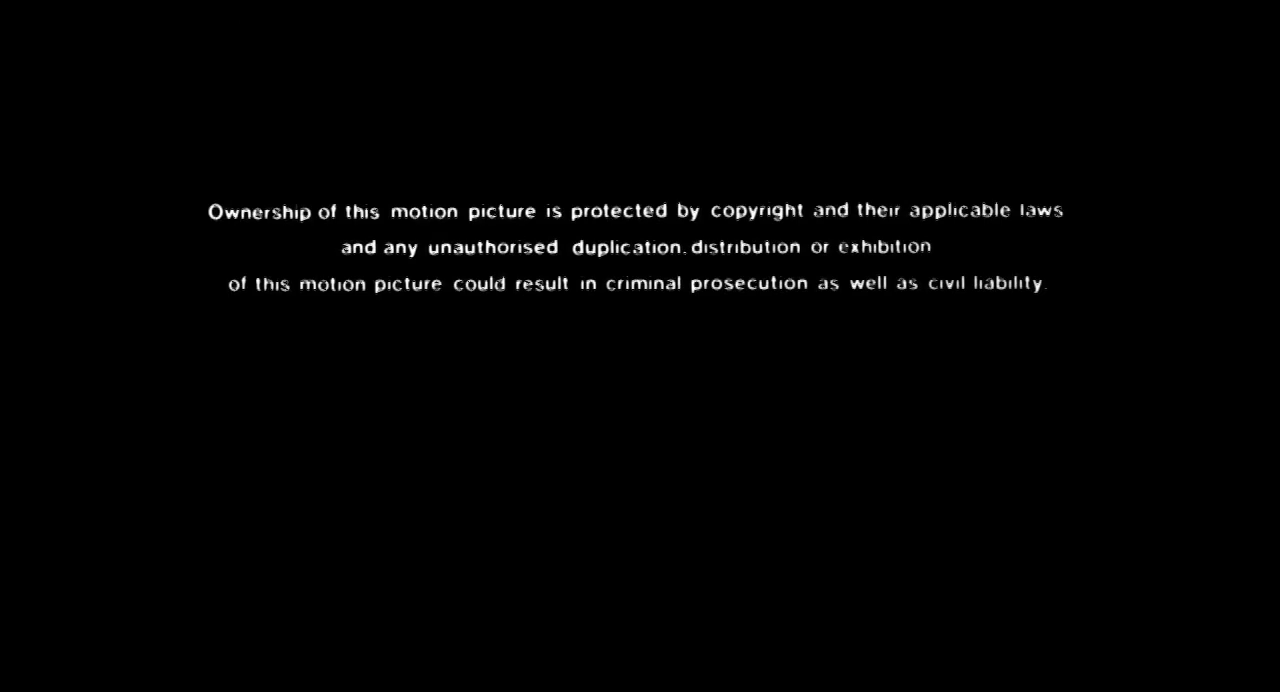 Ownership of this motion picture is protected by copyright and their applicable laws
and any unauthorised duplication. distribution or exhibition
of this motion picture could result in criminal prosecution as well as civil liability.